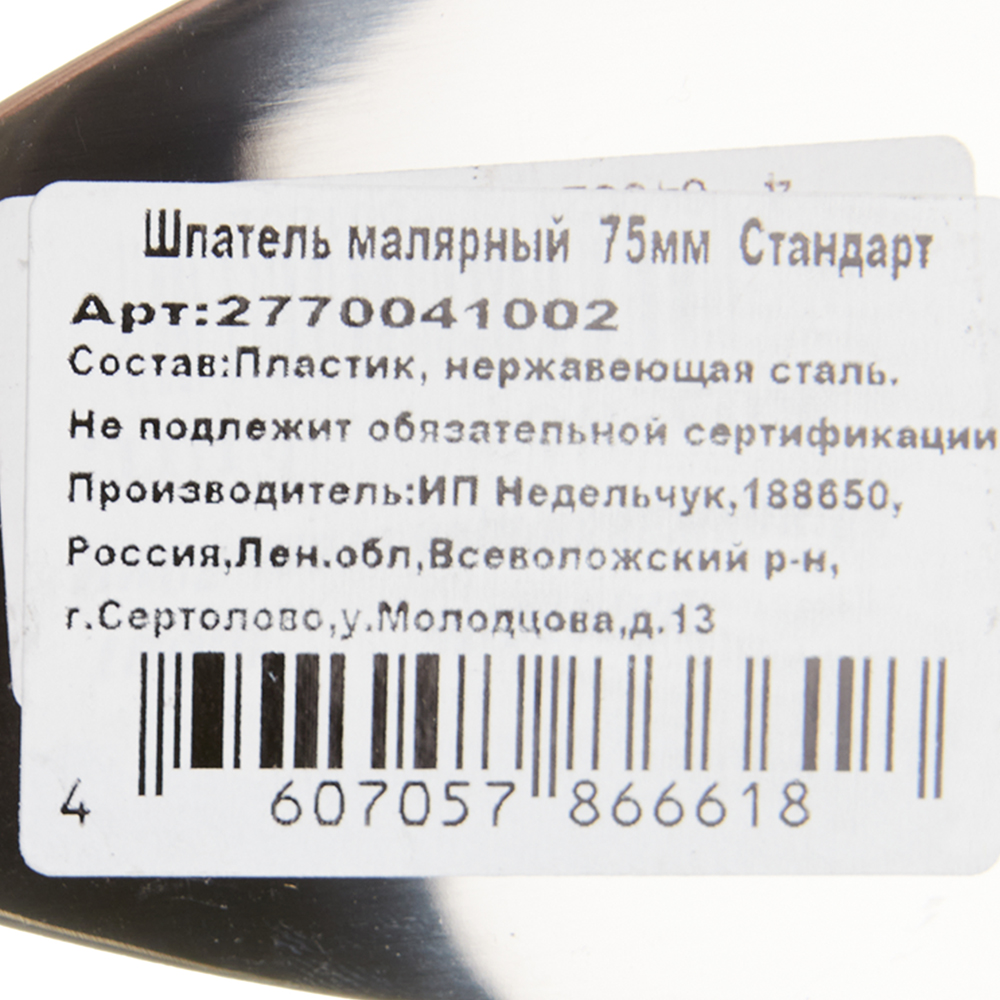 Шпатель малярный 75мм Стандарт
Арт:2770041002
Состав:Пластик, нержавеющая сталь.
Не подлежит обязательной сертификации
Производитель:ИП Недельчук,188650,
Россия,Лен.обл,Всеволожский р-н,
г.Сертолово,у.Молодцова,д.13
4 607057 866618